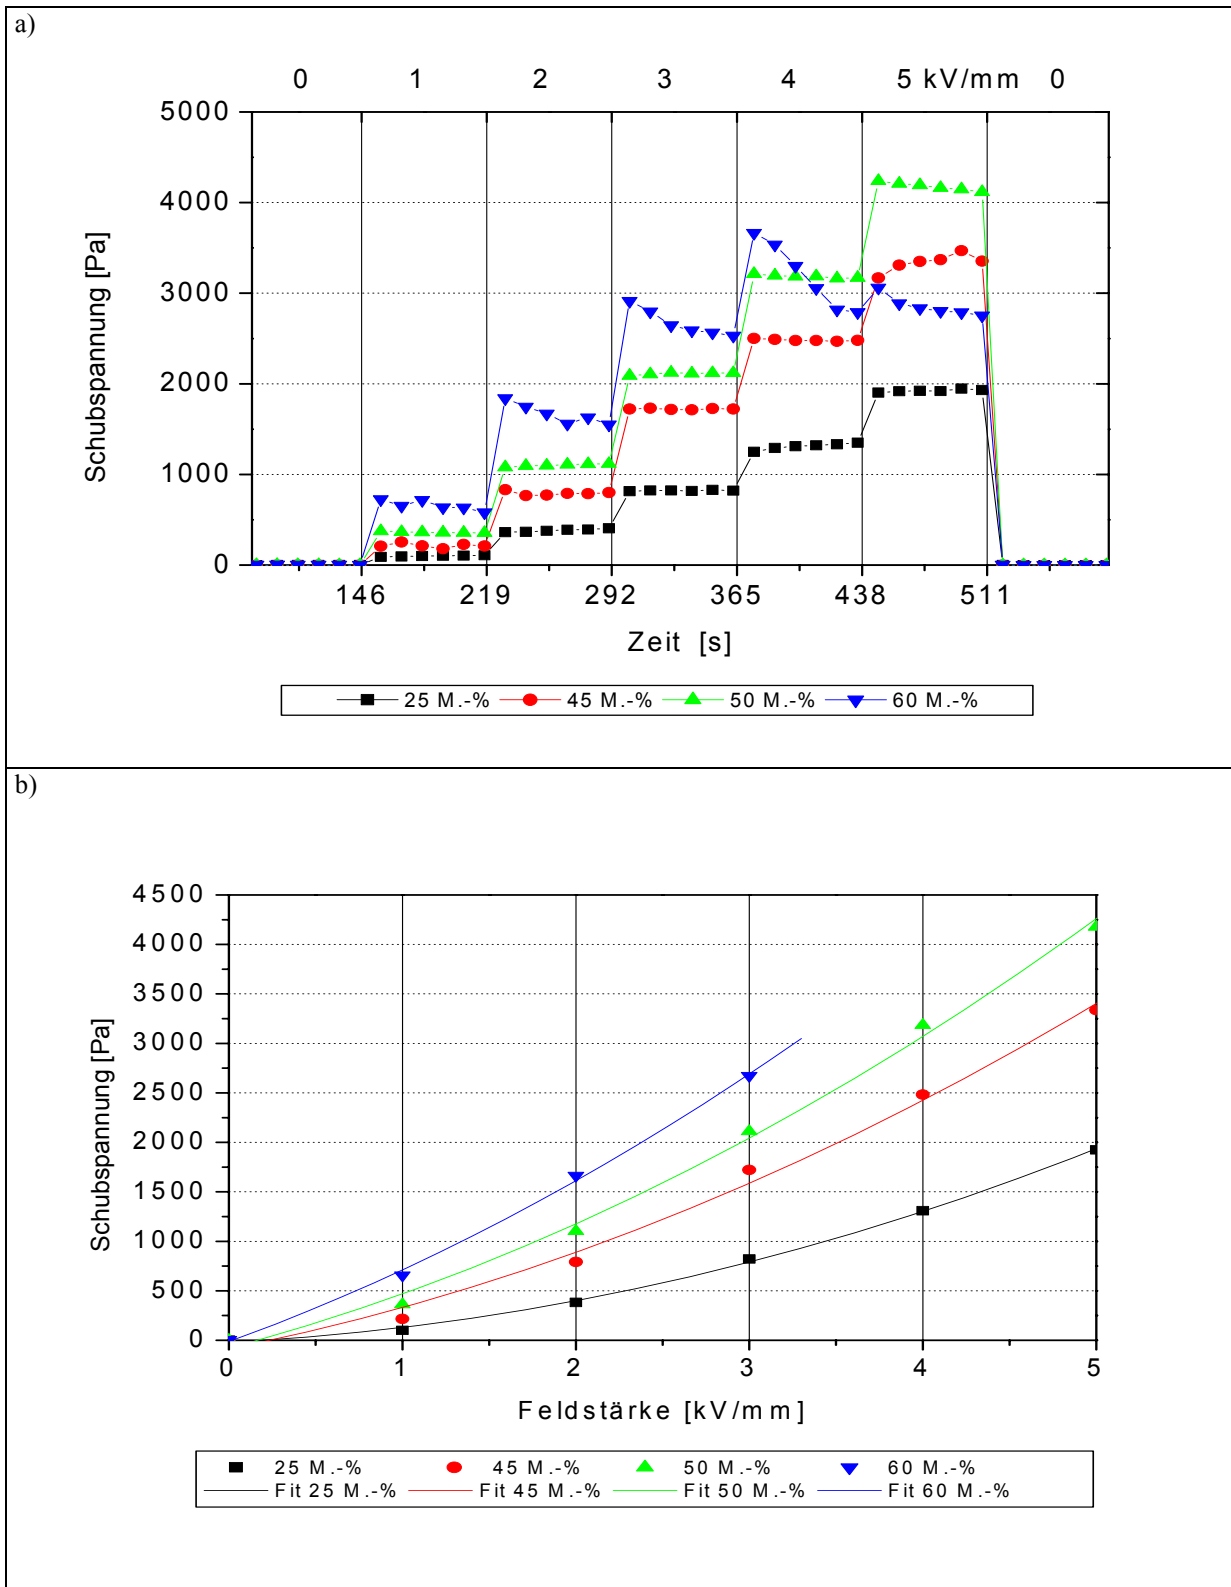 a)
0 1 2 3 4 5 kV/mm 0
5000
4000
3000
2000
1000
0
Schubspannung [Pa]
146 219 292 365 438 511
Zeit [s]
25 M.-% 45 M.-% 50 M.-% 60 M.-%
b)
4500
4000
3500
3000
2500
2000
1500
1000
500
0
Schubspannung [Pa]
0 1 2 3 4 5
Feldstärke [kV/mm]
25 M.-% 45 M.-% 50 M.-% 60 M.-%
Fit 25 M.-% Fit 45 M.-% Fit 50 M.-% Fit 60 M.-%